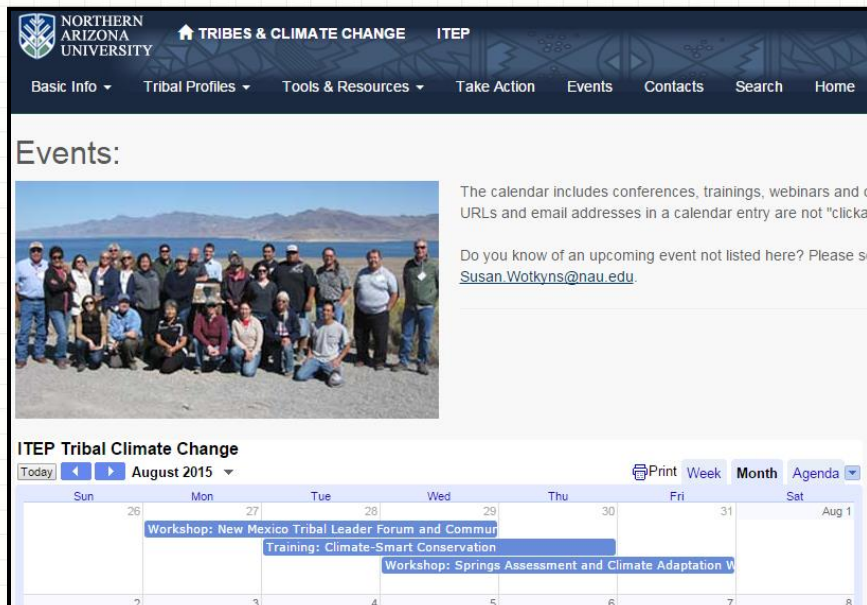 NORTHERN
ARIZONA
UNIVERSITY
TRIBES & CLIMATE CHANGE ITEP
Basic Info Tribal Profiles Tools & Resources Take Action Events Contacts Search Home
Events:
The calendar includes conferences, trainings, webinars and
URLs and email addresses in a calendar entry are not "clicka
Do you know of an upcoming event not listed here? Please se
Susan.Wotkyns@nau.edu.
ITEP Tribal Climate Change
Today August 2015 Print Week Month Agenda
Sun Mon Tue Wed Thu Fri Sat
26 27 28 29 30 31 Aug 1
Workshop: New Mexico Tribal Leader Forum and Commun
Training: Climate-Smart Conservation
Workshop: Springs Assessment and Climate Adaptation W
2 3 4 5 6 7 8